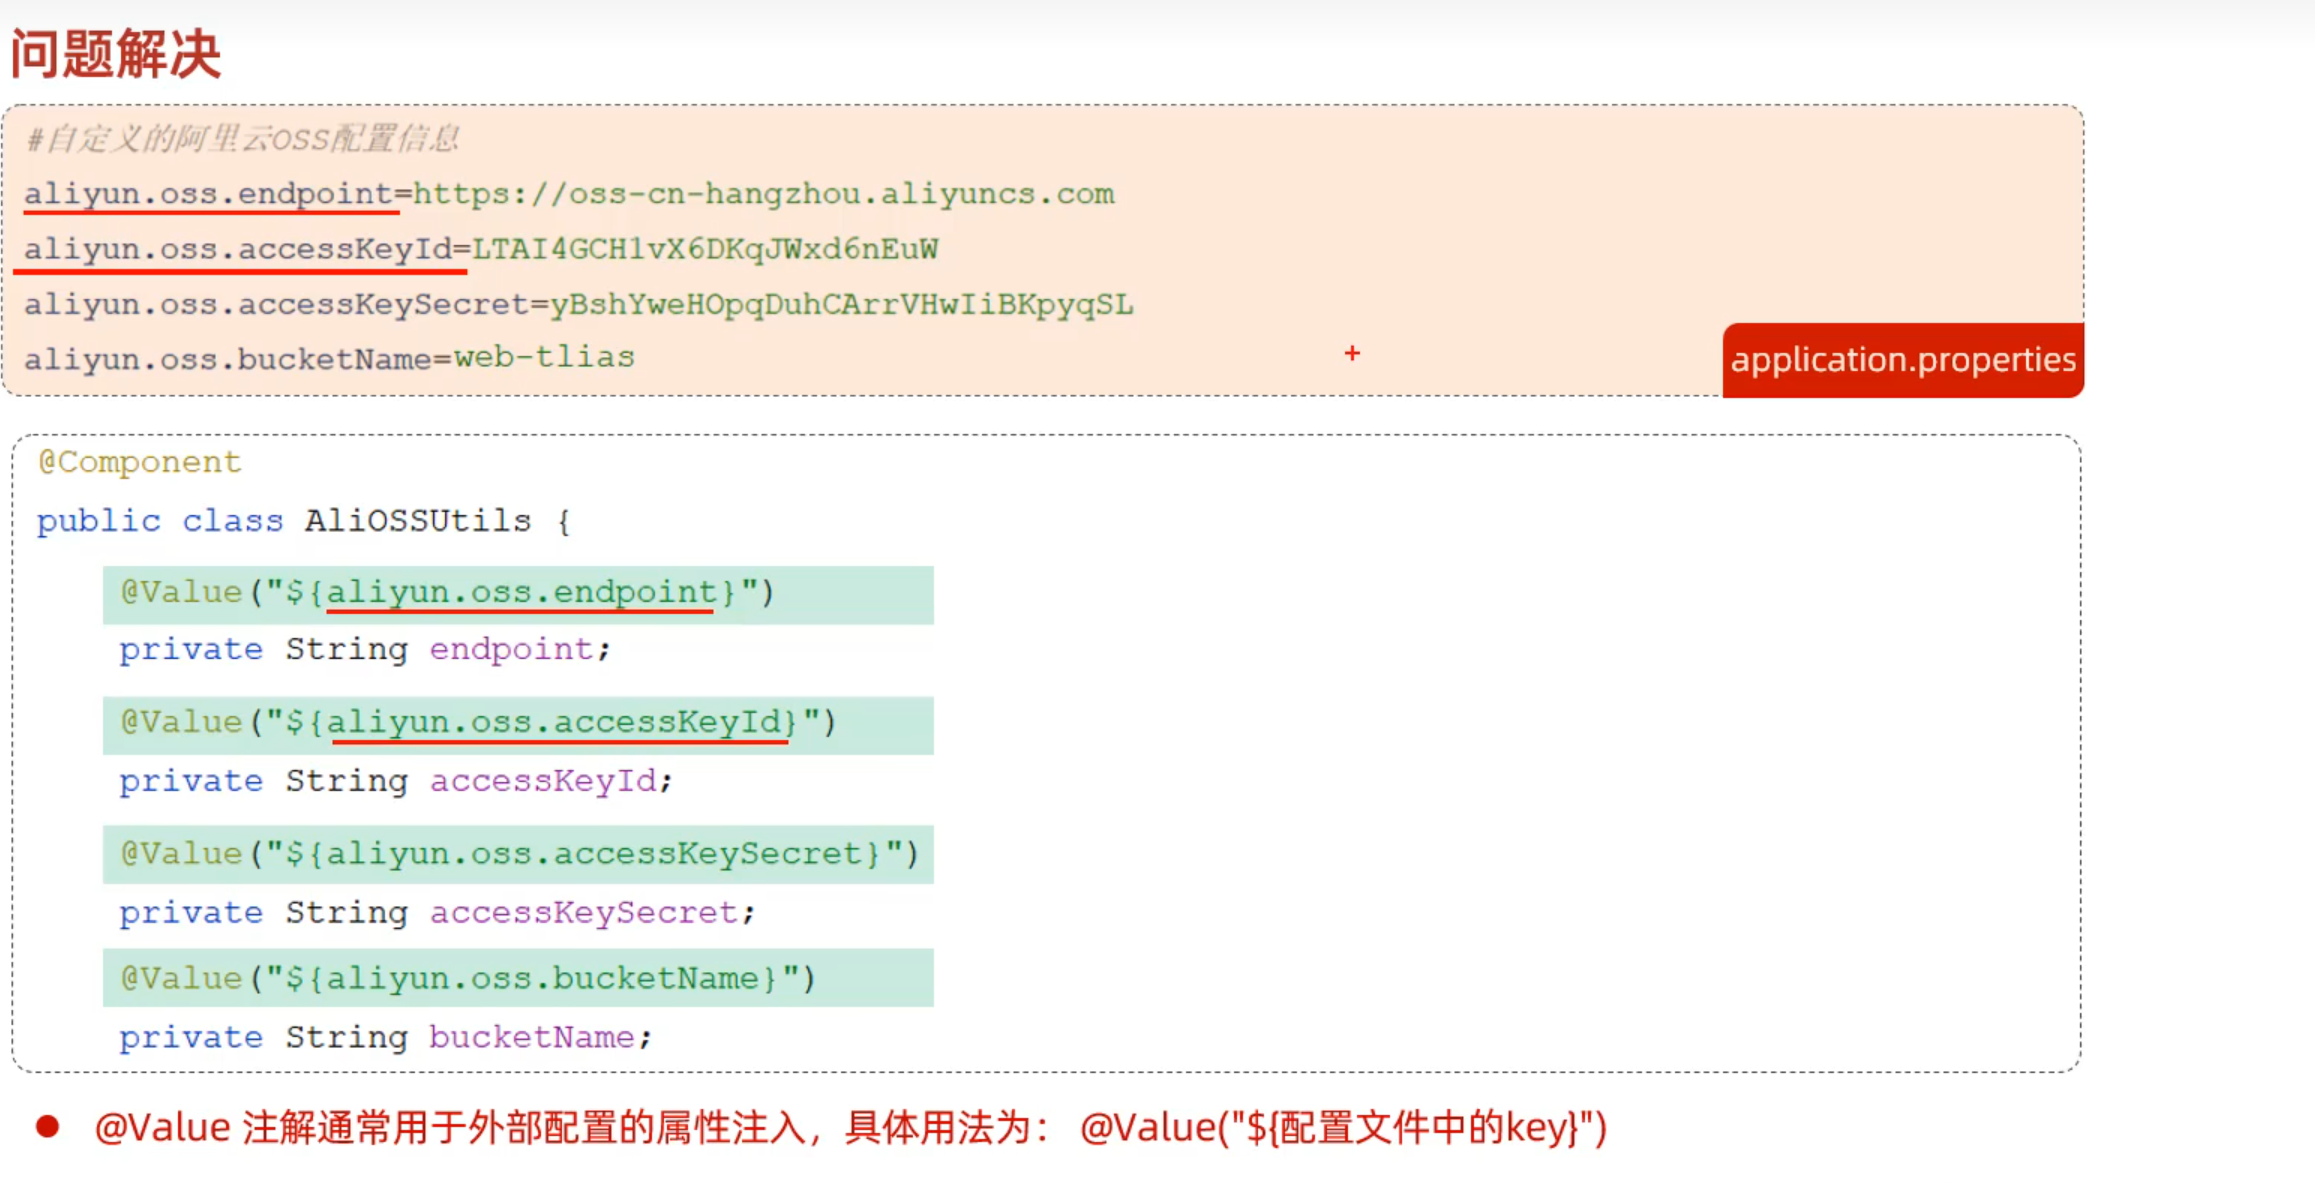 问题解决
#自定义的阿里云OSS配置信息
aliyun.oss.endpoint=https://oss-cn-hangzhou.aliyuncs.com
aliyun.oss.accessKeyId=LTAI4GCH1vX6DKqJWxd6nEuW
aliyun.oss.accessKeySecret=yBshYweHOpqDuhCArrVHwIiBKpyqSL
aliyun.oss.bucketName=web-tlias
application.properties
@Component
public class AliOSSUtils {
@Value("${aliyun.oss.endpoint}")
private String endpoint;
@Value("${aliyun.oss.accessKeyId}")
private String accessKeyId;
@Value("${aliyun.oss.accessKeySecret}")
private String accessKeySecret;
@Value("${aliyun.oss.bucketName}")
private String bucketName;
● @Value 注解通常用于外部配置的属性注入，具体用法为： @Value("${配置文件中的key}")